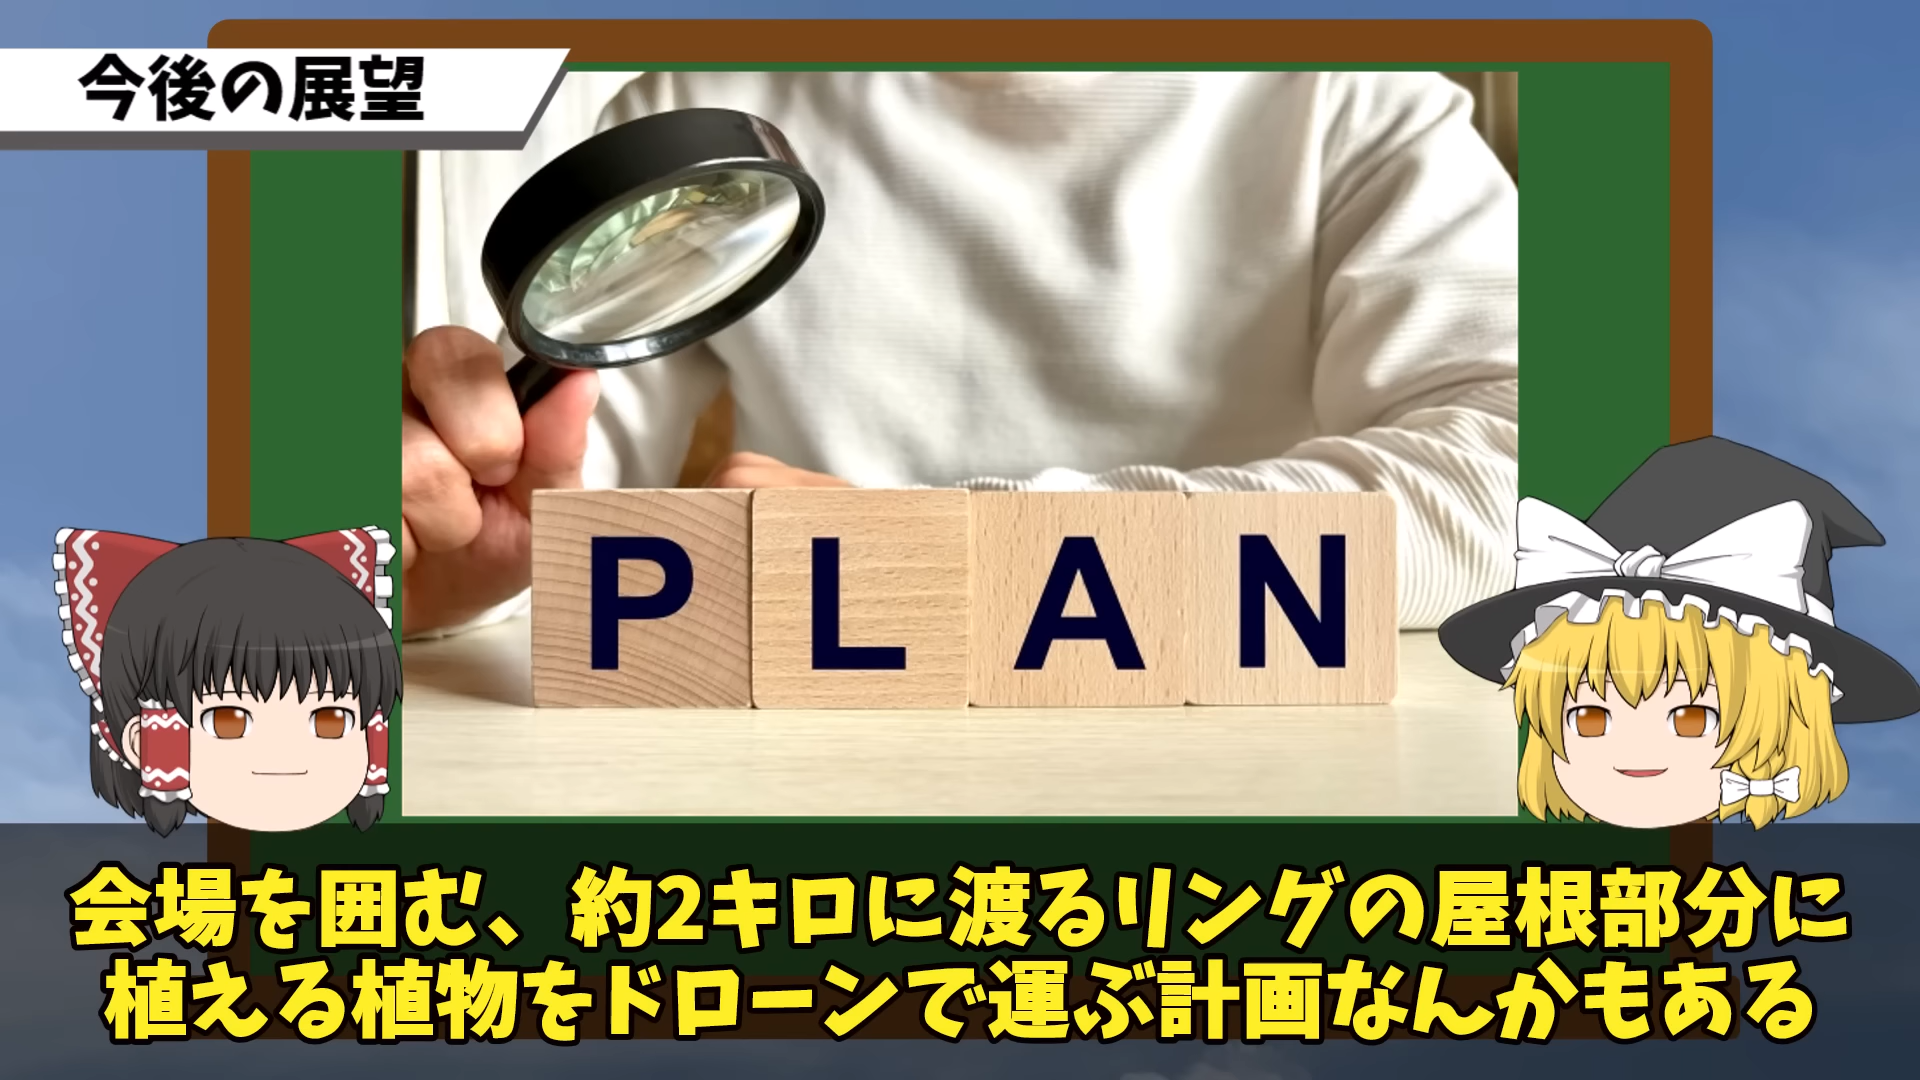 今後の展望
PLAN
会場を囲む、約2キロに渡るリングの屋根部分に
植える植物をドローンで運ぶ計画なんかもある